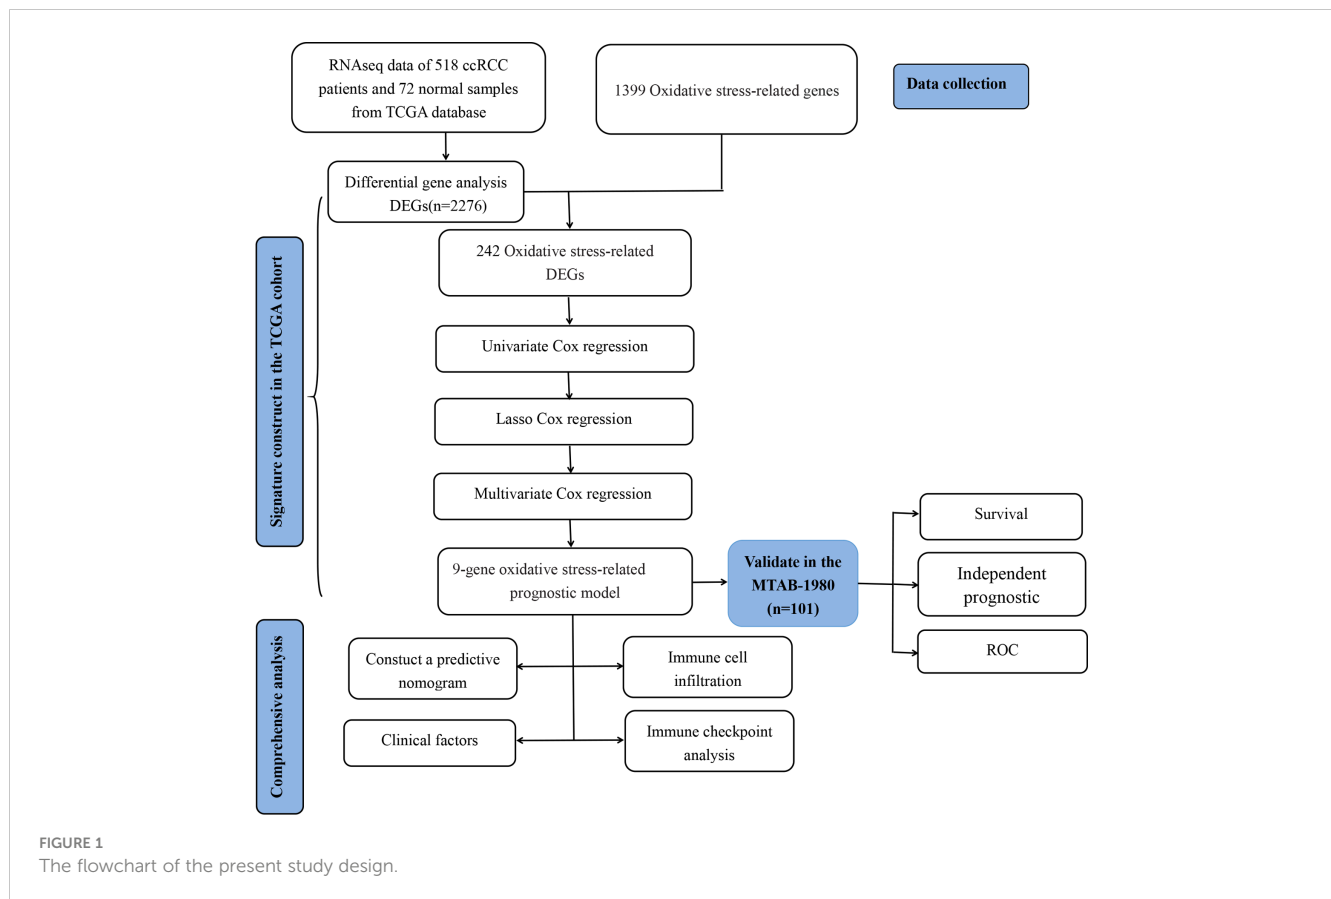 RNAseq data of 518 ccRCC
patients and 72 normal samples
from TCGA database
1399 Oxidative stress-related genes
Data collection
Differential gene analysis
DEGs(n=2276)
242 Oxidative stress-related
DEGs
Univariate Cox regression
Lasso Cox regression
Multivariate Cox regression
9-gene oxidative stress-related
prognostic model
Signature construct in the TCGA cohort
Validate in the
MTAB-1980
(n=101)
Survival
Independent
prognostic
ROC
Comprehensive analysis
Constuct a predictive
nomogram
Immune cell
infiltration
Clinical factors
Immune checkpoint
analysis
FIGURE 1
The flowchart of the present study design.